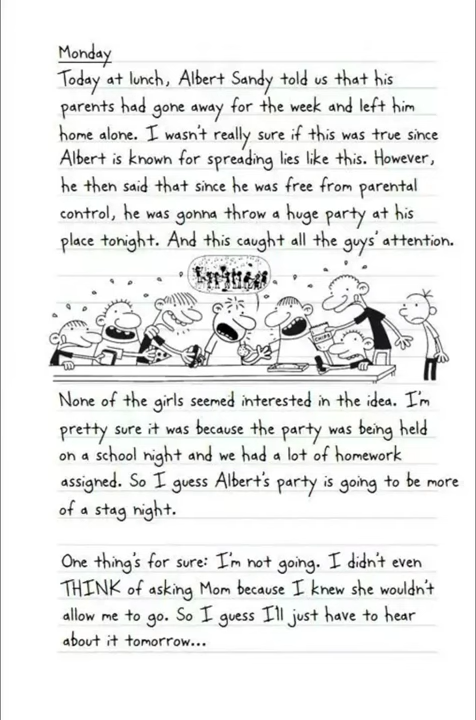 Monday
Today at lunch, Albert Sandy told us that his
parents had gone away for the week and left him
home alone. I wasn't really sure if this was true since
Albert is known for spreading lies like this. However,
he then said that since he was free from parental
control, he was gonna throw a huge party at his
place tonight. And this caught all the guys' attention.
CHIPS
None of the girls seemed interested in the idea. I'm
pretty sure it was because the party was being held
on a school night and we had a lot of homework
assigned. So I guess Albert's party is going to be more
of a stag night.
One thing's for sure: I'm not going. I didn't even
THINK of asking Mom because I knew she wouldn't
allow me to go. So I guess I'll just have to hear
about it tomorrow...